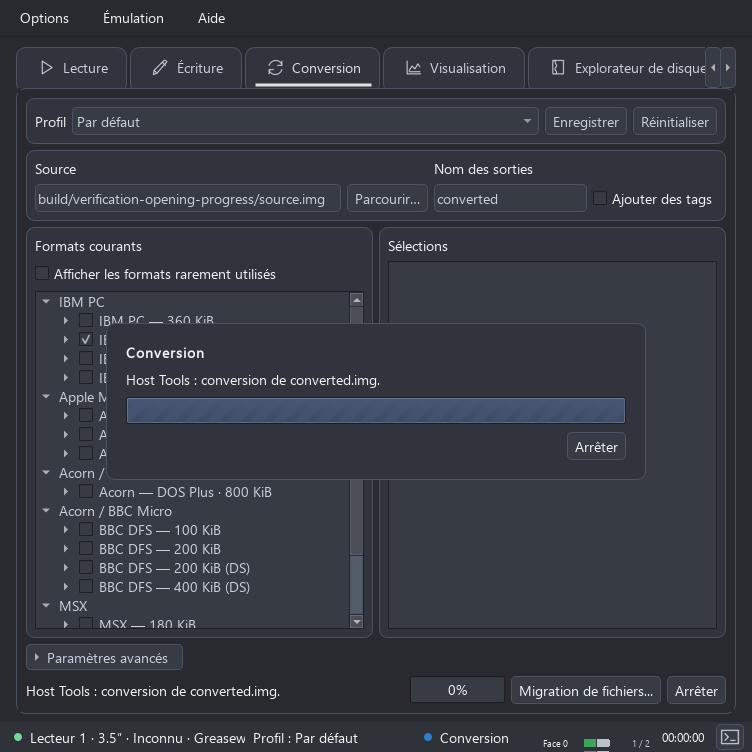 Options Émulation Aide
Lecture Écriture Conversion Visualisation Explorateur de disque
Profil Par défaut Enregistrer Réinitialiser
Source Nom des sorties
build/verification-opening-progress/source.img Parcourir... converted Ajouter des tags
Formats courants
Sélections
Afficher les formats rarement utilisés
IBM PC
IBM PC — 360 KiB
Conversion
Host Tools : conversion de converted.img.
Arrêter
Apple M
Acorn /
Acorn — DOS Plus · 800 KiB
Acorn / BBC Micro
BBC DFS — 100 KiB
BBC DFS — 200 KiB
BBC DFS — 200 KiB (DS)
BBC DFS — 400 KiB (DS)
MSX
MSX — 180 KiB
Paramètres avancés
Host Tools : conversion de converted.img. 0% Migration de fichiers... Arrêter
Lecteur 1 · 3.5″ · Inconnu · Greasew Profil : Par défaut Conversion Face 0 1 / 2 00:00:00